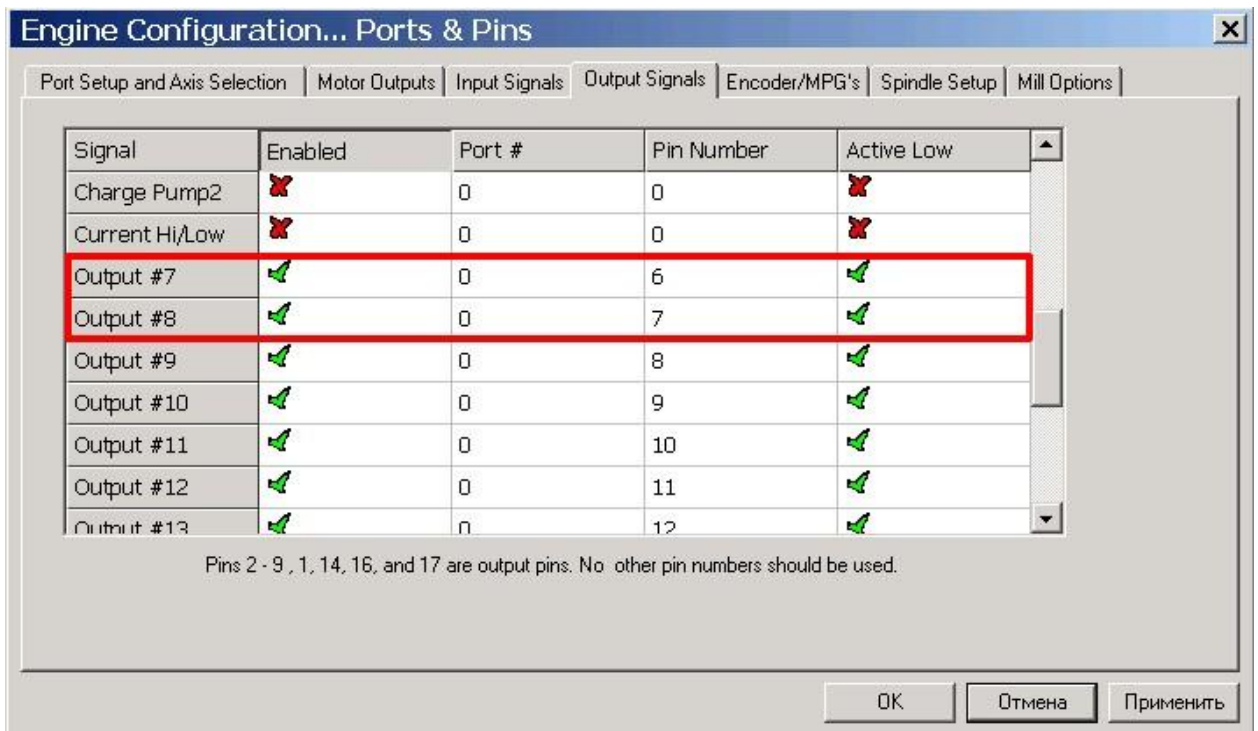 Engine Configuration... Ports & Pins
Port Setup and Axis Selection Motor Outputs Input Signals Output Signals Encoder/MPG's Spindle Setup Mill Options
Signal Enabled Port # Pin Number Active Low
Charge Pump2 0 0
Current Hi/Low 0 0
Output #7 0 6
Output #8 0 7
Output #9 0 8
Output #10 0 9
Output #11 0 10
Output #12 0 11
Output #13 0 12
Pins 2 - 9 , 1, 14, 16, and 17 are output pins. No other pin numbers should be used.
OK Отмена Применить